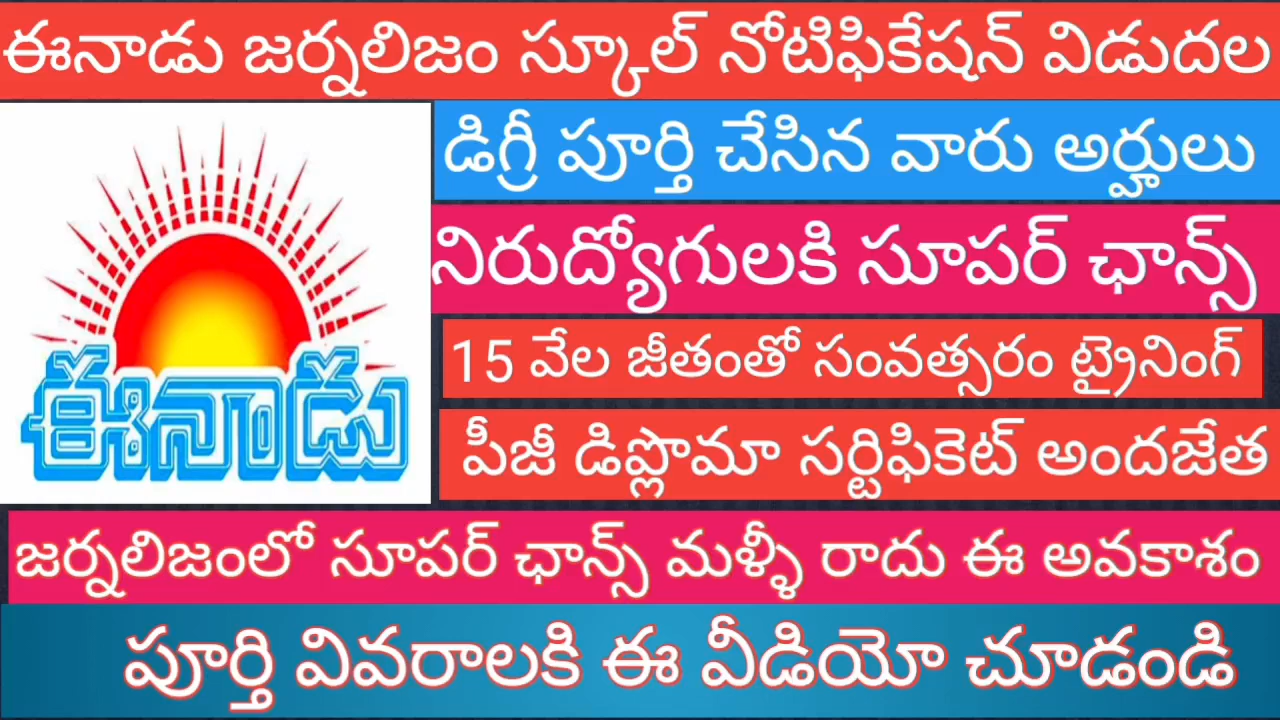 ఈనాడు జర్నలిజం స్కూల్ నోటిఫికేషన్ విడుదల
డిగ్రీ పూర్తి చేసిన వారు అర్హులు
నిరుద్యోగులకి సూపర్ ఛాన్స్
15 వేల జీతంతో సంవత్సరం ట్రైనింగ్
పీజీ డిప్లొమా సర్టిఫికెట్ అందజేత
ఈనాడు
జర్నలిజంలో సూపర్ ఛాన్స్ మళ్ళీ రాదు ఈ అవకాశం
పూర్తి వివరాలకి ఈ వీడియో చూడండి